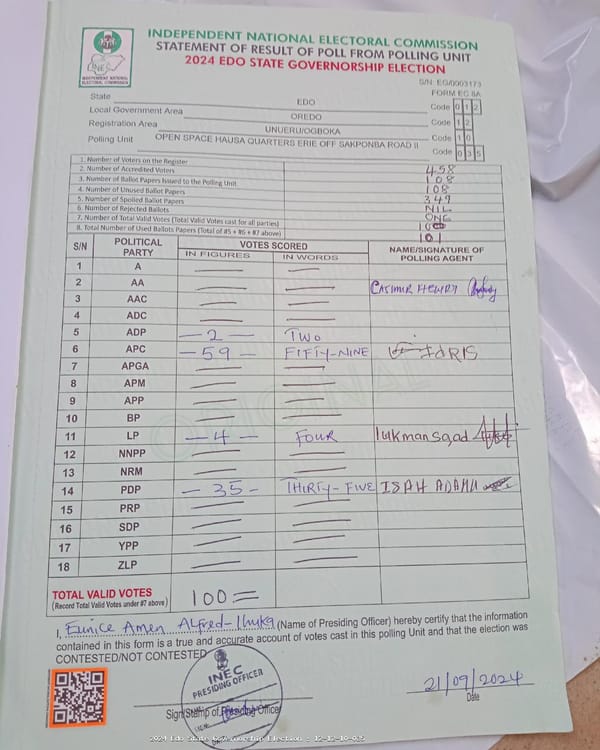 INDEPENDENT NATIONAL ELECTORAL COMMISSION
STATEMENT OF RESULT OF POLL FROM POLLING UNIT
2024 EDO STATE GOVERNORSHIP ELECTION
INEC
INDEPENDENT NATIONAL ELECTORAL COMMISSION
S/N: EG/0003173
FORM EC 8A
State EDO Code 0 1 2
Local Government Area OREDO Code 1 2
Registration Area UNUERU/OGBOKA Code 1 0
Polling Unit OPEN SPACE HAUSA QUARTERS ERIE OFF SAKPONBA ROAD II Code 0 3 5
1. Number of Voters on the Register 458
2. Number of Accredited Voters 108
3. Number of Ballot Papers Issued to the Polling Unit 108
4. Number of Unused Ballot Papers 347
5. Number of Spoiled Ballot Papers NIL
6. Number of Rejected Ballots ONE
7. Number of Total Valid Votes (Total Valid Votes cast for all parties) 100
8. Total Number of Used Ballots Papers (Total of #5 + #6 + #7 above) 101
S/N POLITICAL PARTY VOTES SCORED NAME/SIGNATURE OF POLLING AGENT
IN FIGURES IN WORDS
1 A
2 AA CASIMIR HENRY
3 AAC
4 ADC
5 ADP -2- TWO
6 APC -59- FIFTY-NINE IdRIS
7 APGA
8 APM
9 APP
10 BP
11 LP -4- FOUR lukman Saad
12 NNPP
13 NRM
14 PDP -35- THIRTY-FIVE ISAH ADAMU
15 PRP
16 SDP
17 YPP
18 ZLP
ORIGINAL
TOTAL VALID VOTES 100=
(Record Total Valid Votes under #7 above)
I, Eunice Amen Alfred- (Name of Presiding Officer) hereby certify that the information
contained in this form is a true and accurate account of votes cast in this polling Unit and that the election was
CONTESTED/NOT CONTESTED
INEC
PRESIDING OFFICER
Sign/Stamp of Presiding Officer
21/09/2024
Date
2024 Edo State Governorship Election - 12-12-10-035